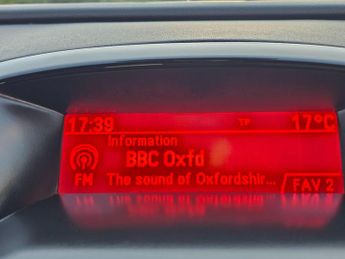 17:39 TP 17°C
Information
BBC Oxfd
FM The sound of Oxfordshir...
FAV 2